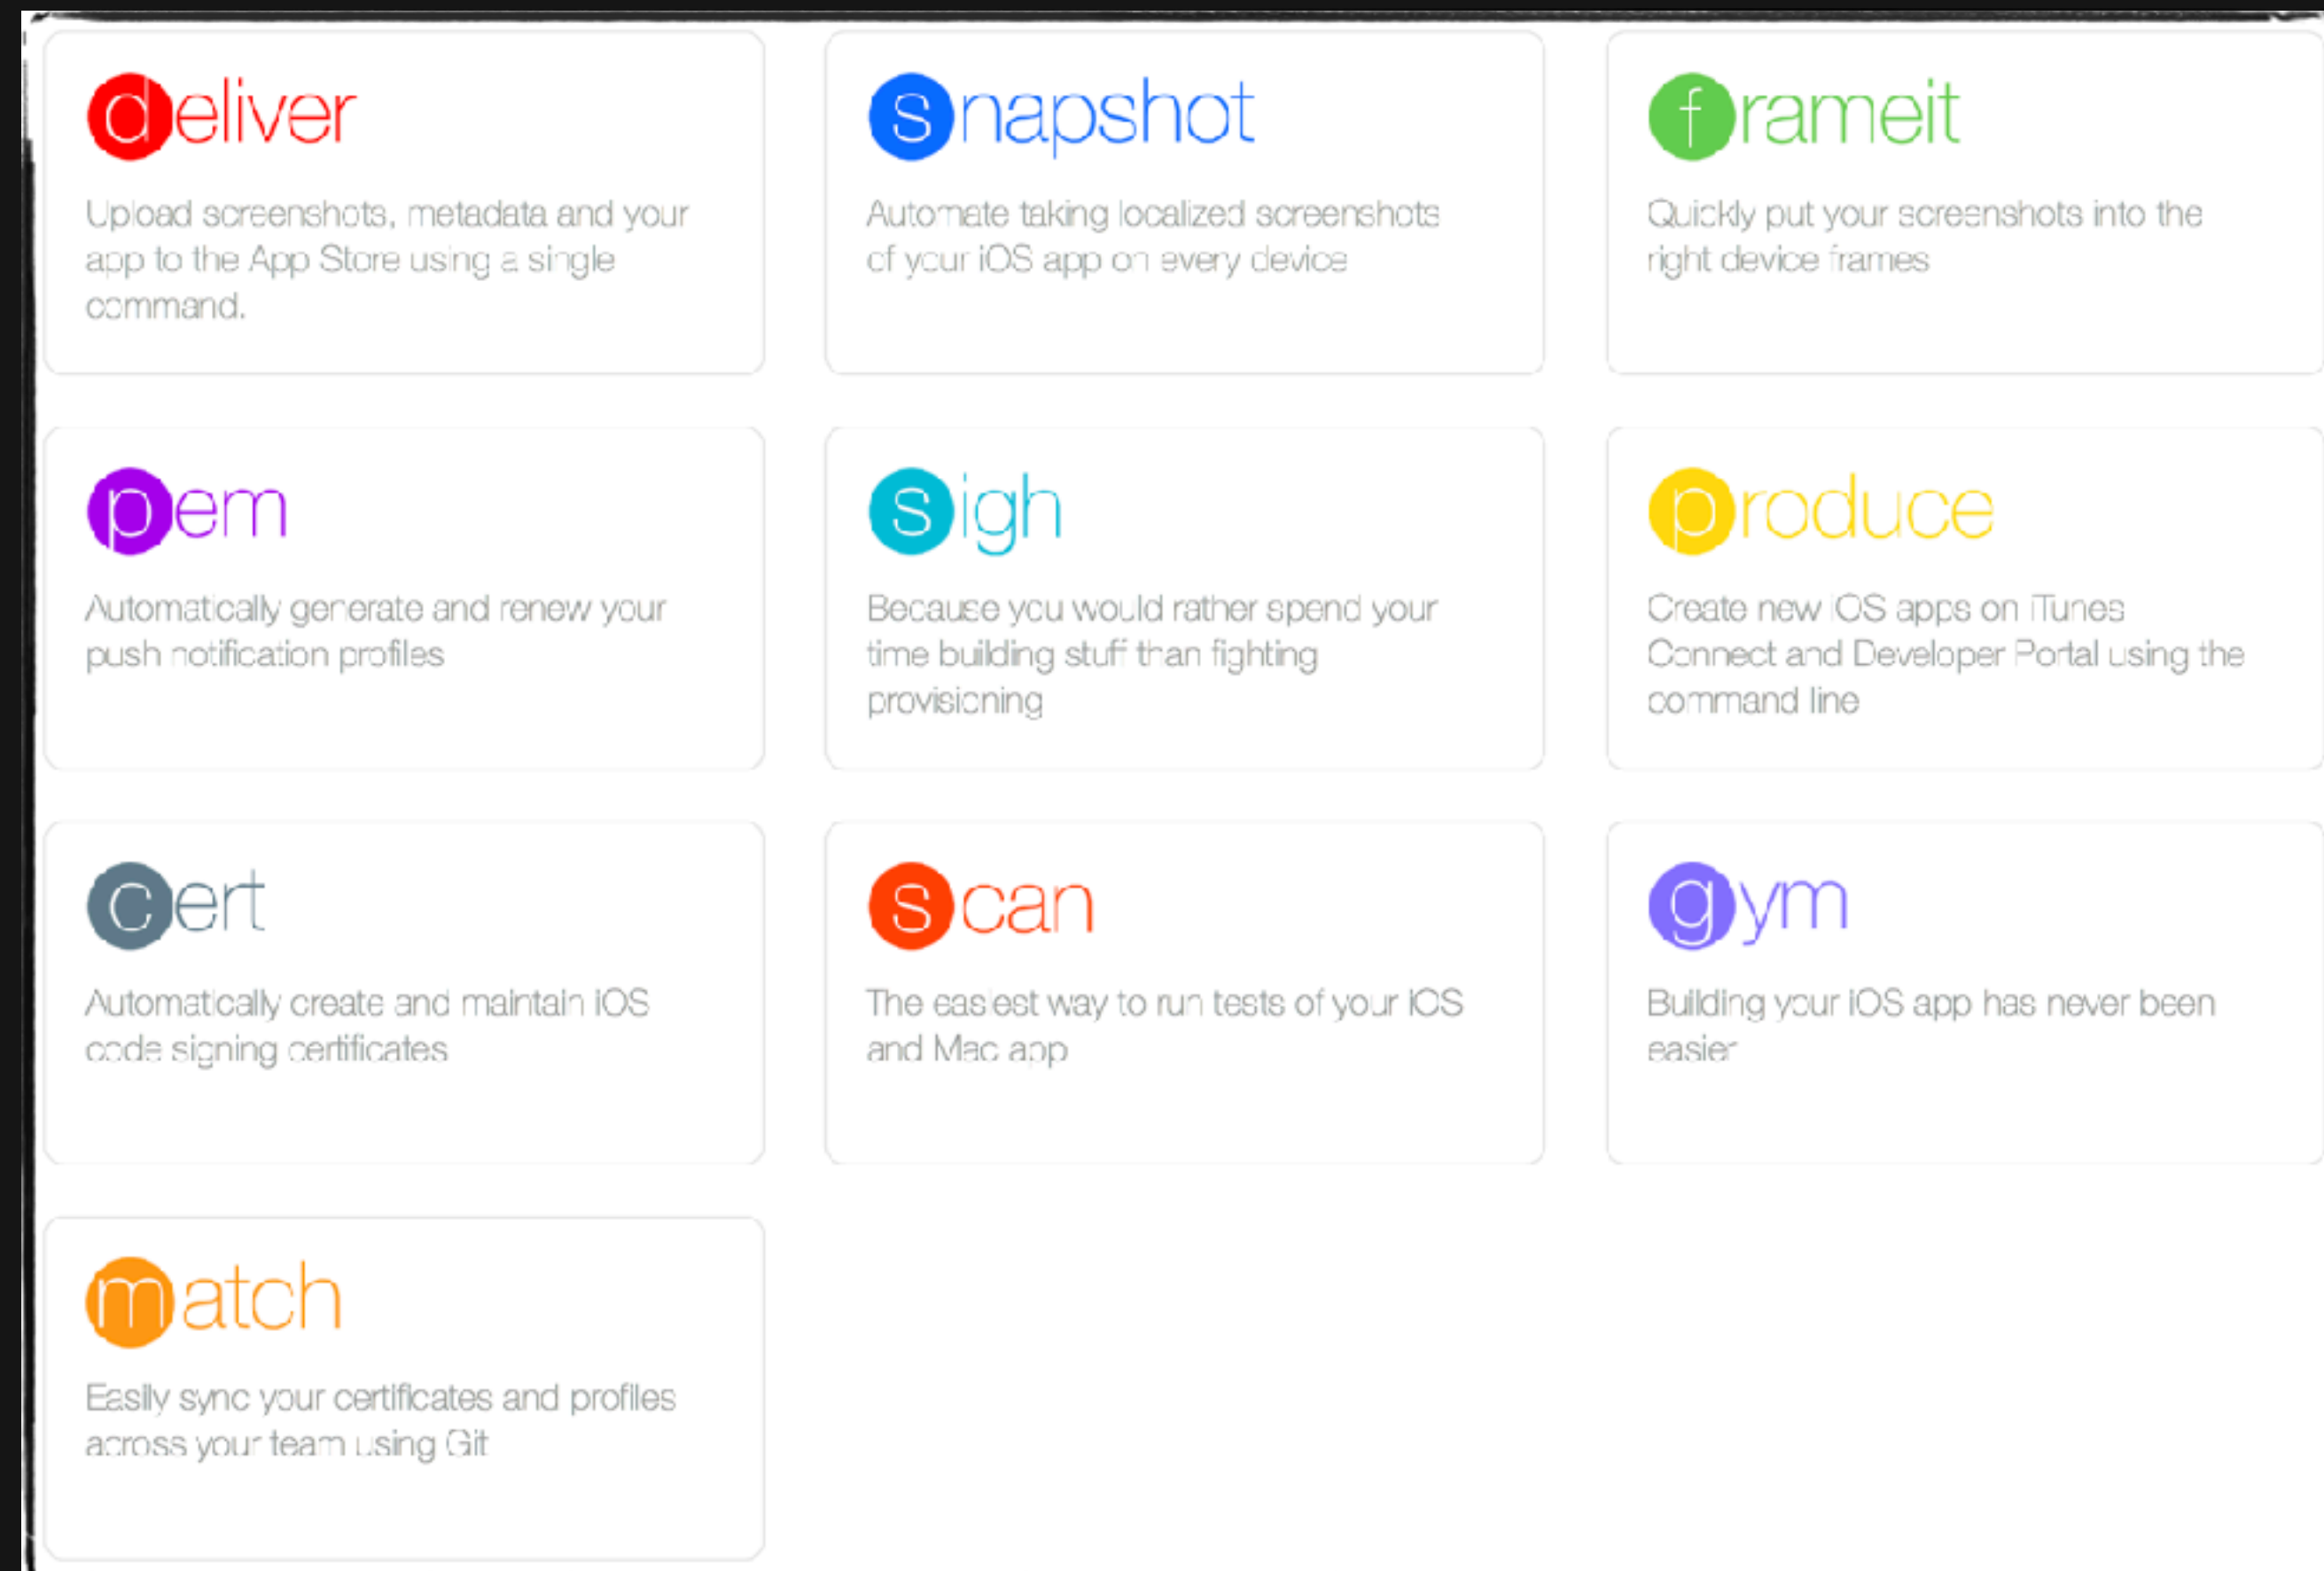 deliver
Upload screenshots, metadata and your
app to the App Store using a single
command.
snapshot
Automate taking localized screenshots
of your iOS app on every device
frameit
Quickly put your screenshots into the
right device frames
pem
Automatically generate and renew your
push notification profiles
sigh
Because you would rather spend your
time building stuff than fighting
provisioning
produce
Create new iOS apps on iTunes
Connect and Developer Portal using the
command line
cert
Automatically create and maintain iOS
code signing certificates
scan
The easiest way to run tests of your iOS
and Mac app
gym
Building your iOS app has never been
easier
match
Easily sync your certificates and profiles
across your team using Git